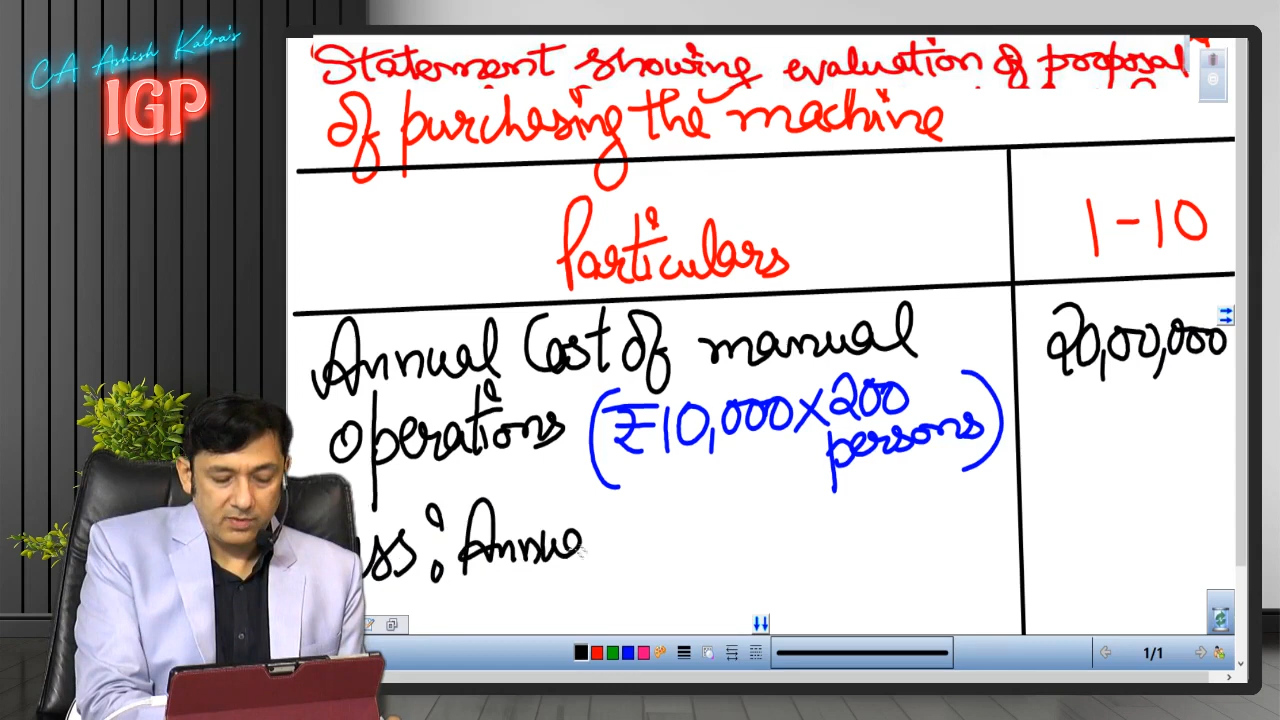 CA Ashish Kalra's
IGP
Statement showing evaluation of proposal
of purchasing the machine
Particulars
1-10
Annual Cost of manual
20,00,000
operations (₹10,000×200
persons)
ss: Annua
1/1